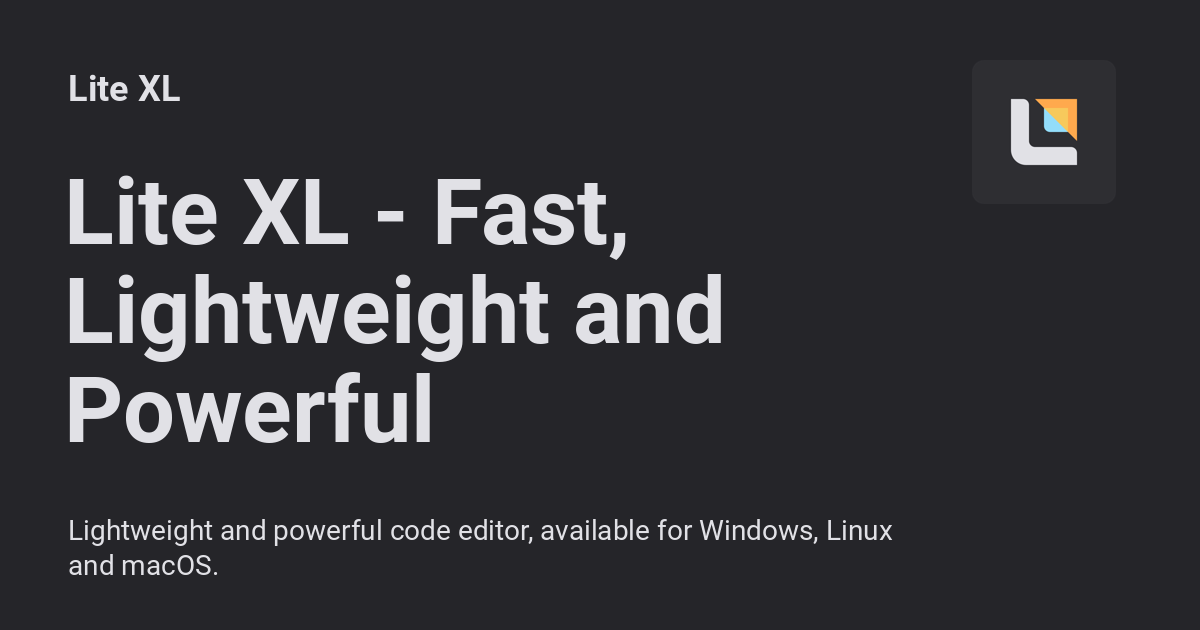 Lite XL
Lite XL - Fast,
Lightweight and
Powerful
Lightweight and powerful code editor, available for Windows, Linux
and macOS.